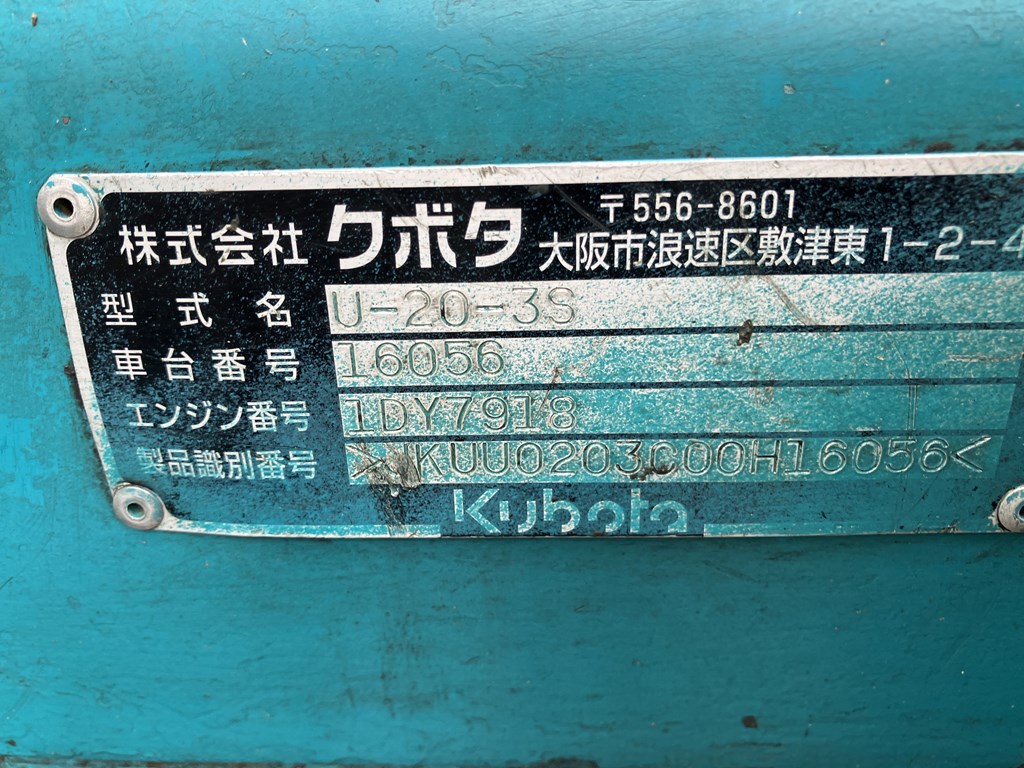 株式会社 クボタ 〒556-8601
大阪市浪速区敷津東1-2-4
型式名 U-20-3S
車台番号 16056
エンジン番号 1DY7918
製品識別番号 >JKUU0203C00H16056<
Kubota